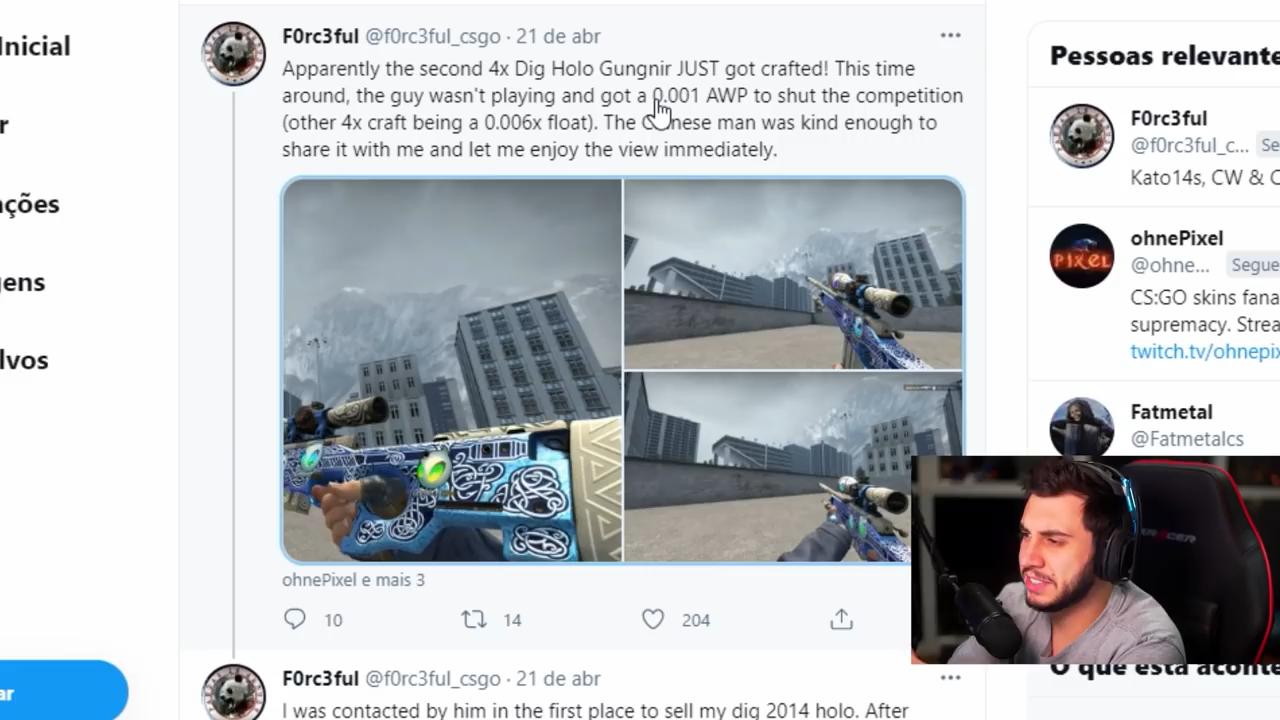 Inicial
r
ções
ens
lvos
ar
F0rc3ful @f0rc3ful_csgo · 21 de abr
Apparently the second 4x Dig Holo Gungnir JUST got crafted! This time
around, the guy wasn't playing and got a 0.001 AWP to shut the competition
(other 4x craft being a 0.006x float). The Chinese man was kind enough to
share it with me and let me enjoy the view immediately.
ohnePixel e mais 3
10 14 204
F0rc3ful @f0rc3ful_csgo · 21 de abr
I was contacted by him in the first place to sell my dig 2014 holo. After
Pessoas relevante
F0rc3ful
@f0rc3ful_c... Se
Kato14s, CW & C
PIXEL
ohnePixel
@ohne... Segue
CS:GO skins fana
supremacy. Strea
twitch.tv/ohnepix
Fatmetal
@Fatmetalcs
O que está aconte